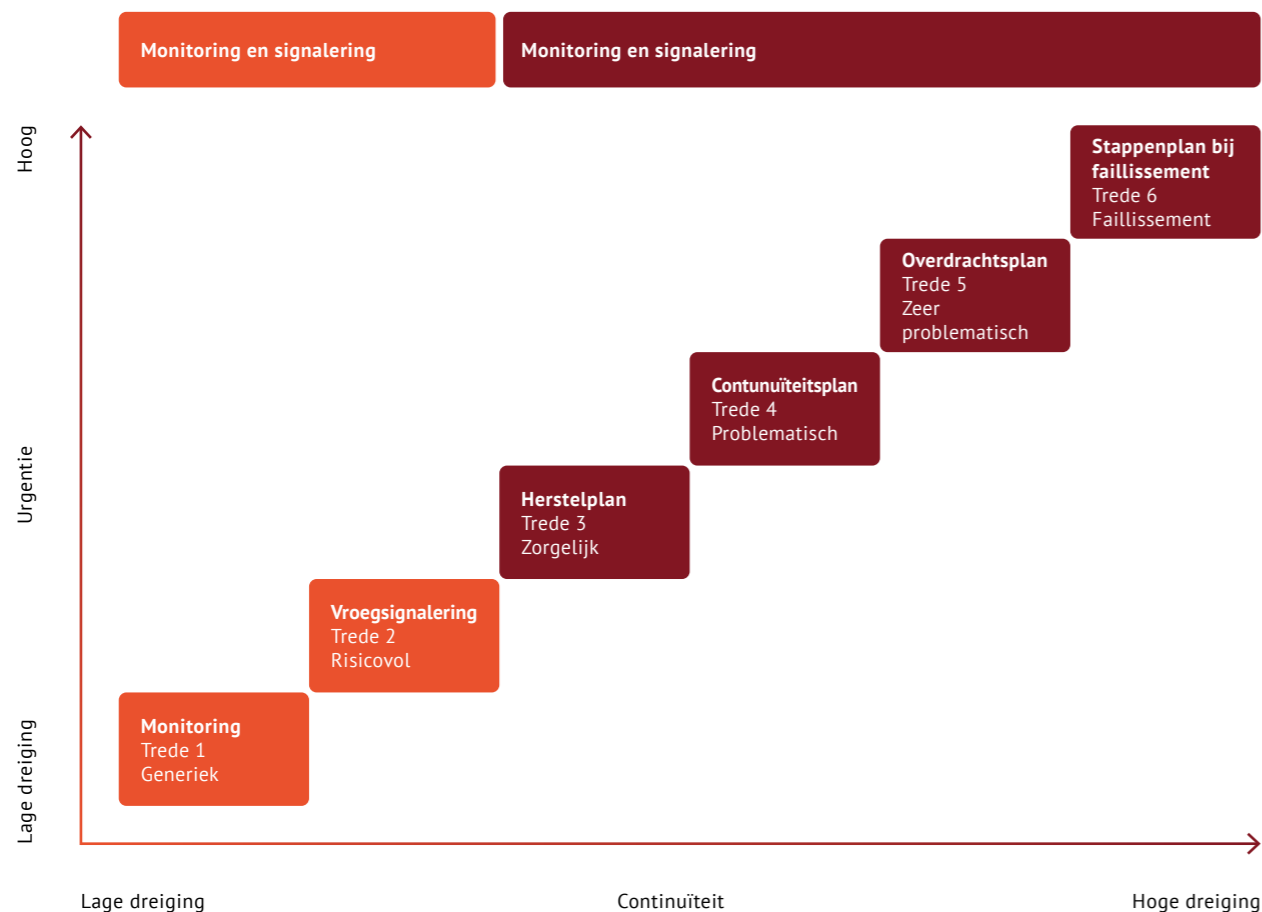 Monitoring en signalering
Monitoring en signalering
Hoog
Urgentie
Lage dreiging
Stappenplan bij
faillissement
Trede 6
Faillissement
Overdrachtsplan
Trede 5
Zeer
problematisch
Contunuïteitsplan
Trede 4
Problematisch
Herstelplan
Trede 3
Zorgelijk
Vroegsignalering
Trede 2
Risicovol
Monitoring
Trede 1
Generiek
Lage dreiging
Continuïteit
Hoge dreiging